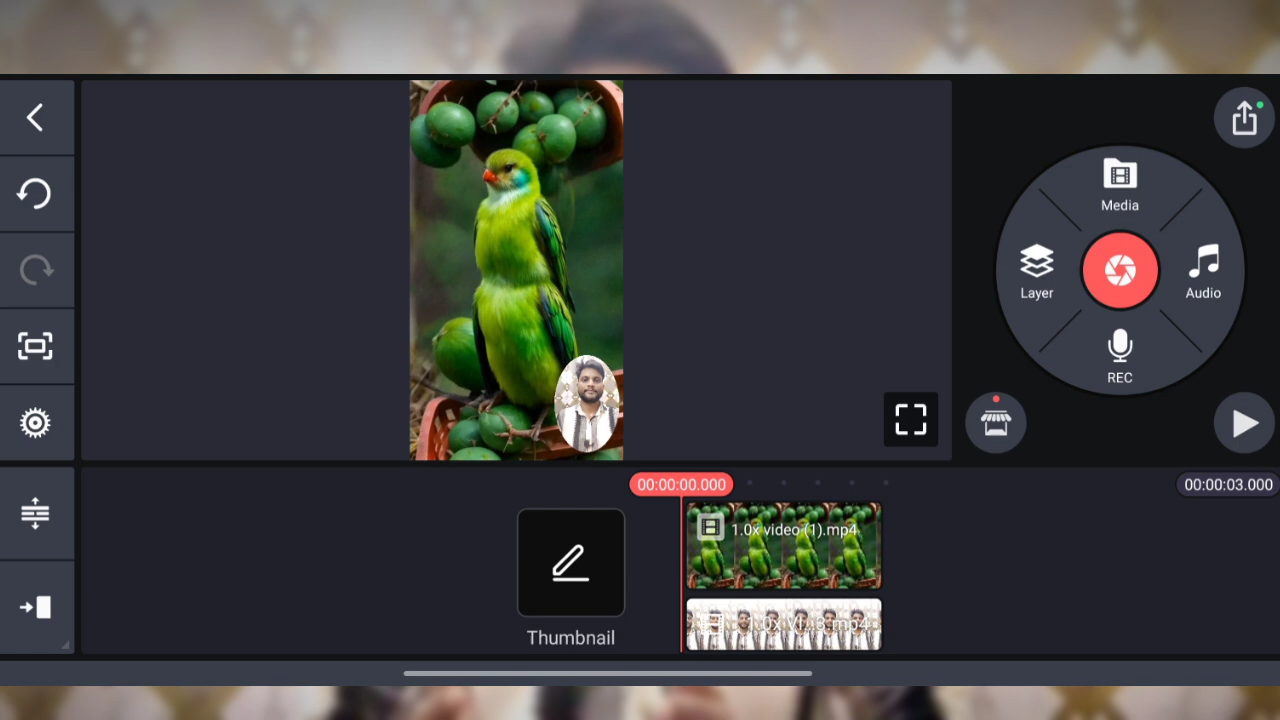 Media
Layer
Audio
REC
00:00:00.000
00:00:03.000
1.0x video (1).mp4
Thumbnail